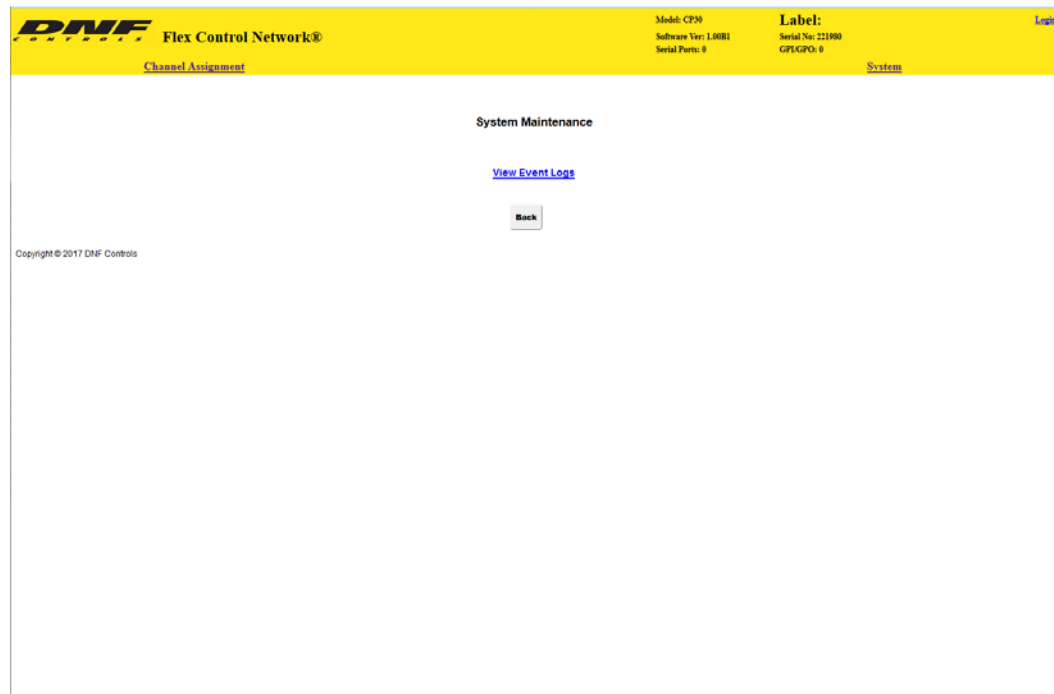 DNF
CONTROLS
Flex Control Network®
Model: CP30
Software Ver: 1.00B1
Serial Ports: 0
Label:
Serial No: 221980
GPI/GPO: 0
Login
Channel Assignment
System
System Maintenance
View Event Logs
Back
Copyright © 2017 DNF Controls